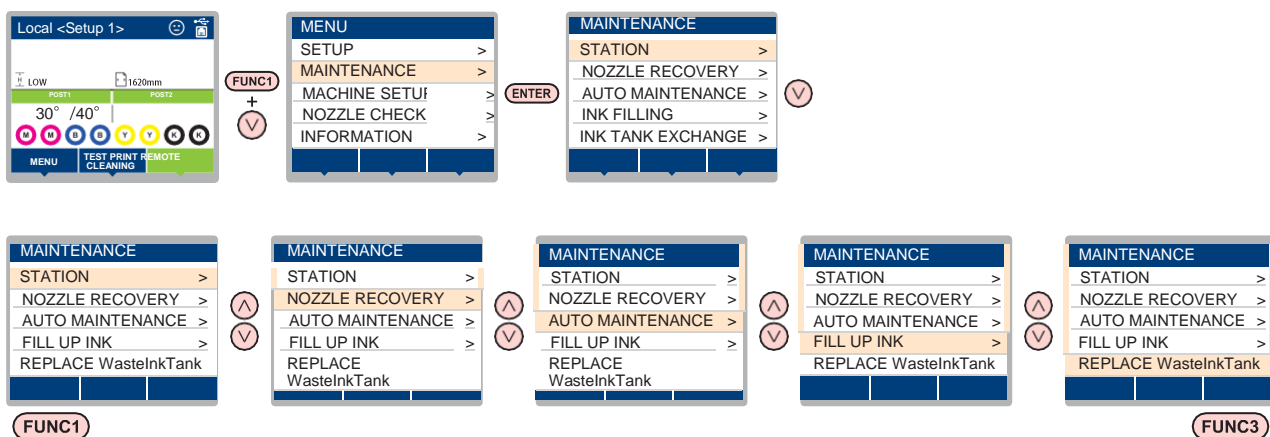 Local <Setup 1>
LOW
1620mm
POST1 POST2
30° /40°
M M B B Y Y K K
MENU
TEST PRINT REMOTE
CLEANING
FUNC1
+
MENU
SETUP >
MAINTENANCE >
MACHINE SETUP >
NOZZLE CHECK >
INFORMATION >
ENTER
MAINTENANCE
STATION >
NOZZLE RECOVERY >
AUTO MAINTENANCE >
INK FILLING >
INK TANK EXCHANGE >
MAINTENANCE
STATION >
NOZZLE RECOVERY >
AUTO MAINTENANCE >
FILL UP INK >
REPLACE WasteInkTank
FUNC1
MAINTENANCE
STATION >
NOZZLE RECOVERY >
AUTO MAINTENANCE >
FILL UP INK >
REPLACE
WasteInkTank
MAINTENANCE
STATION >
NOZZLE RECOVERY >
AUTO MAINTENANCE >
FILL UP INK >
REPLACE
WasteInkTank
MAINTENANCE
STATION >
NOZZLE RECOVERY >
AUTO MAINTENANCE >
FILL UP INK >
REPLACE WasteInkTank
MAINTENANCE
STATION >
NOZZLE RECOVERY >
AUTO MAINTENANCE >
FILL UP INK >
REPLACE WasteInkTank
FUNC3